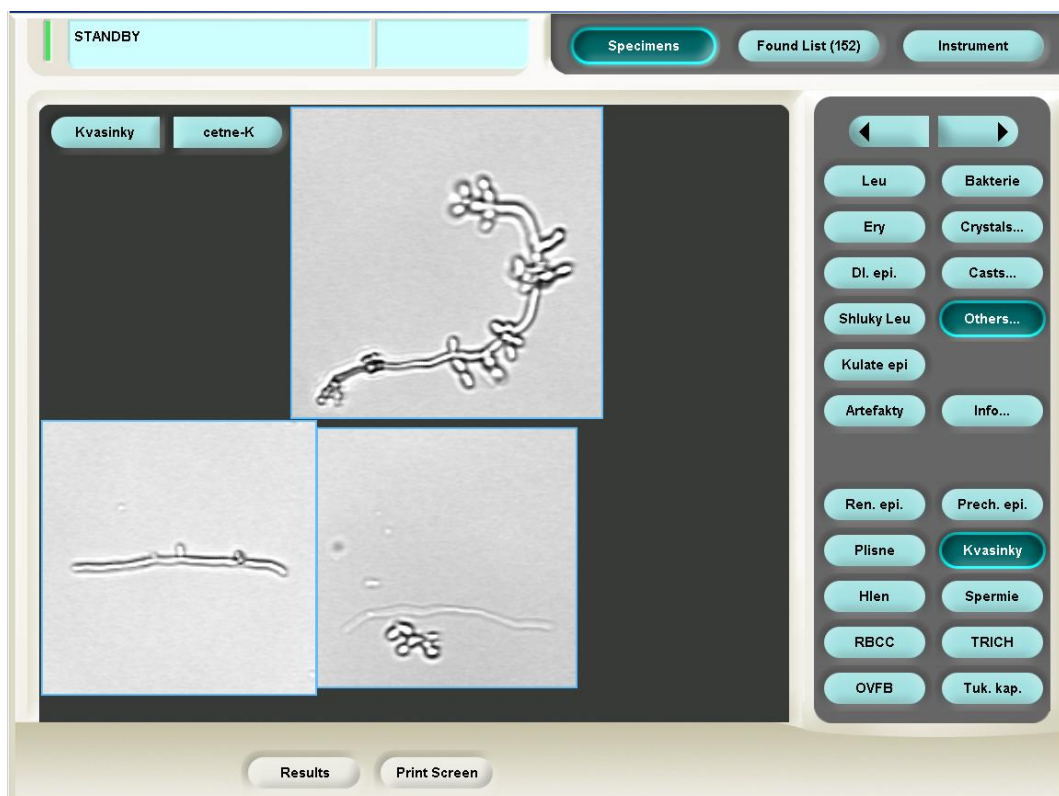 STANDBY
Specimens
Found List (152)
Instrument
Kvasinky
cetne-K
Leu
Bakterie
Ery
Crystals...
Dl. epi.
Casts...
Shluky Leu
Others...
Kulate epi
Artefakty
Info...
Ren. epi.
Prech. epi.
Plisne
Kvasinky
Hlen
Spermie
RBCC
TRICH
OVFB
Tuk. kap.
Results
Print Screen